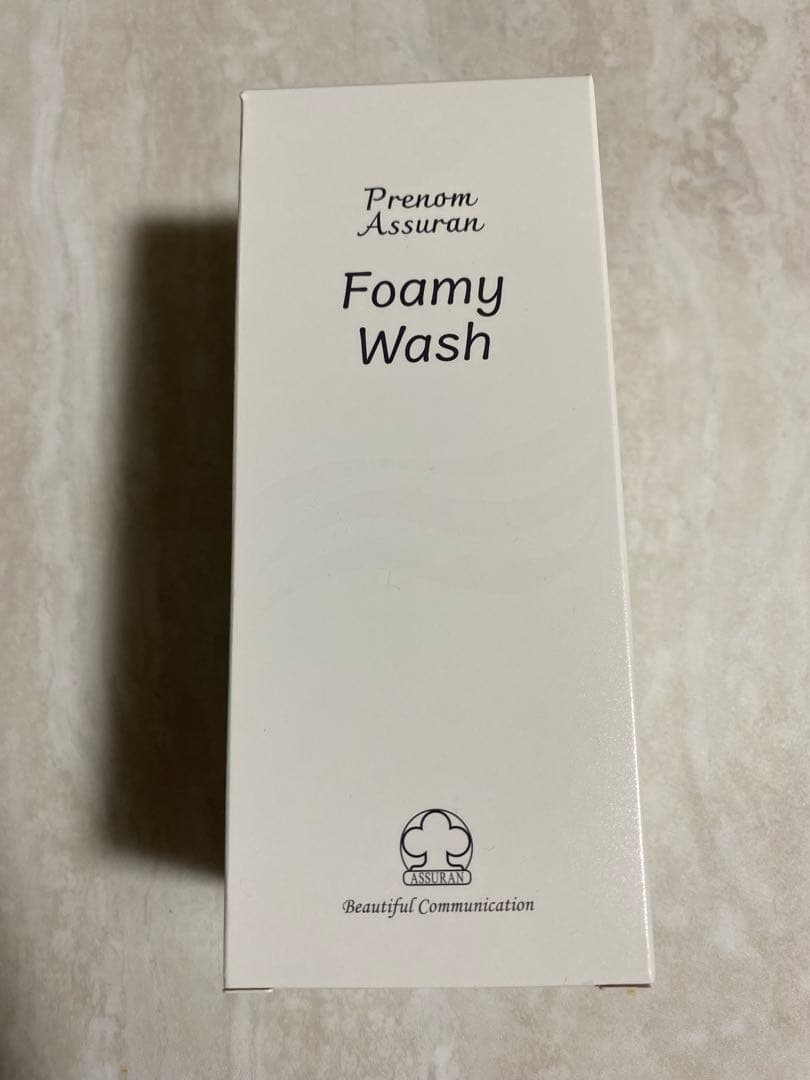 Prenom
Assuran
Foamy
Wash
ASSURAN
Beautiful Communication